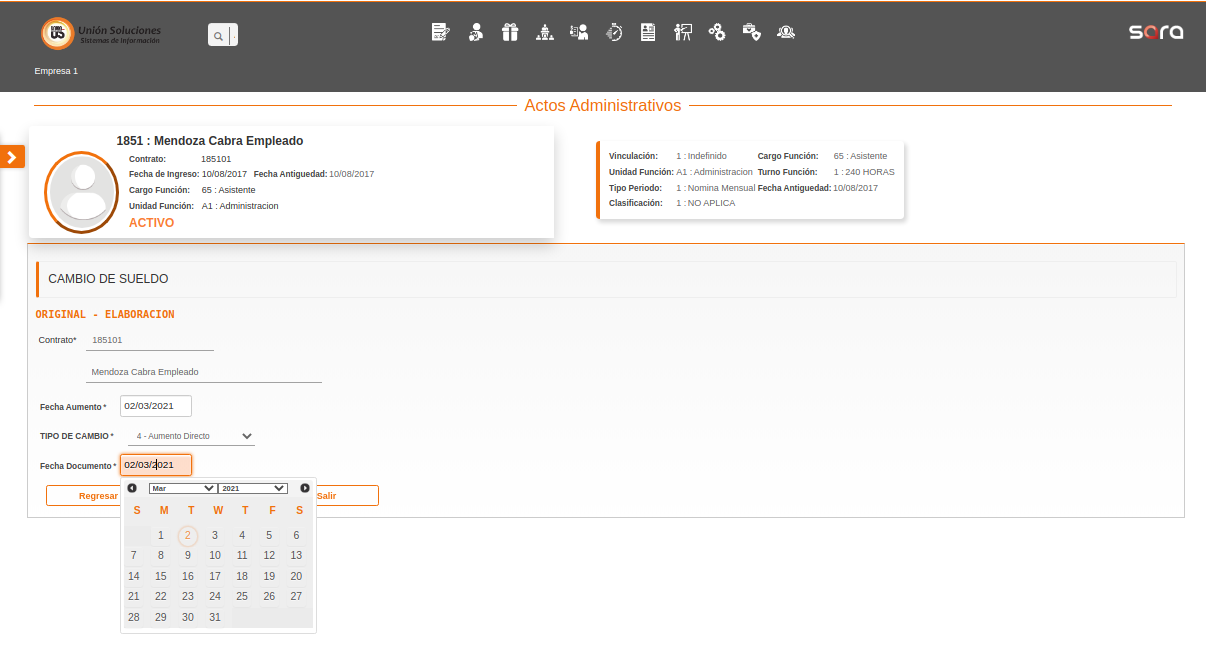 Unión Soluciones
Sistemas de Información
sara
Empresa 1
Actos Administrativos
1851 : Mendoza Cabra Empleado
Contrato: 185101
Fecha de Ingreso: 10/08/2017 Fecha Antiguedad: 10/08/2017
Cargo Función: 65 : Asistente
Unidad Función: A1 : Administracion
ACTIVO
Vinculación: 1 : Indefinido Cargo Función: 65 : Asistente
Unidad Función: A1 : Administracion Turno Función: 1 : 240 HORAS
Tipo Periodo: 1 : Nomina Mensual Fecha Antiguedad: 10/08/2017
Clasificación: 1 : NO APLICA
CAMBIO DE SUELDO
ORIGINAL - ELABORACION
Contrato* 185101
Mendoza Cabra Empleado
Fecha Aumento * 02/03/2021
TIPO DE CAMBIO * 4 - Aumento Directo
Fecha Documento * 02/03/2021
Regresar Salir
Mar 2021
S M T W T F S
1 2 3 4 5 6
7 8 9 10 11 12 13
14 15 16 17 18 19 20
21 22 23 24 25 26 27
28 29 30 31